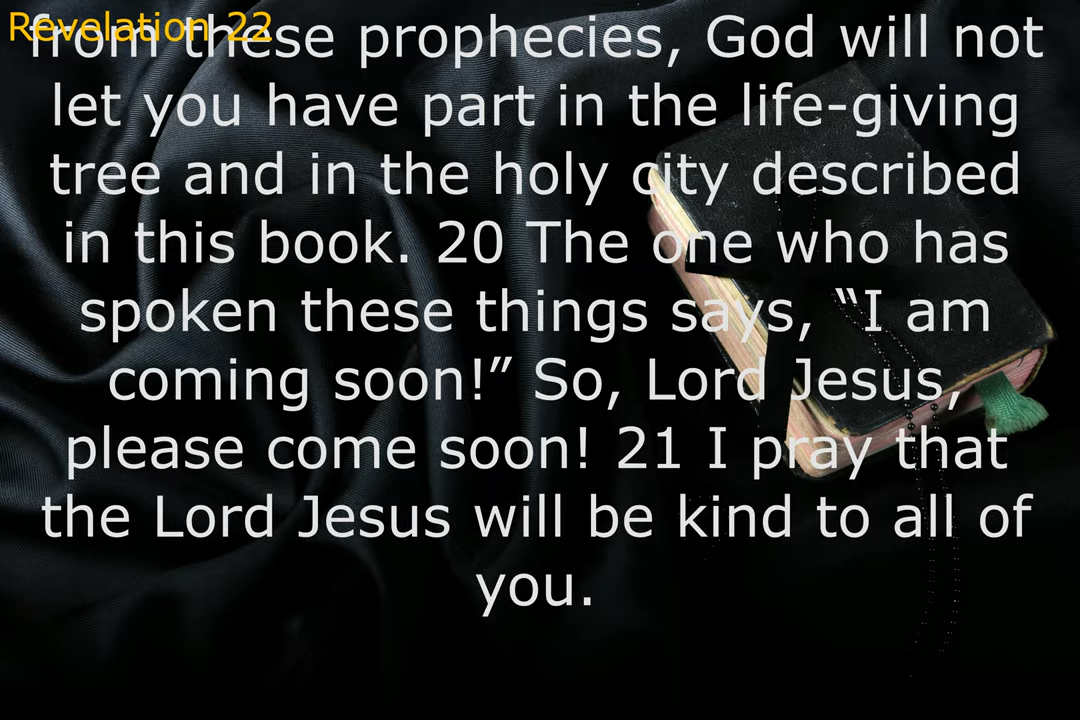 Revelation 22
from these prophecies, God will not
let you have part in the life-giving
tree and in the holy city described
in this book. 20 The one who has
spoken these things says, “I am
coming soon!” So, Lord Jesus,
please come soon! 21 I pray that
the Lord Jesus will be kind to all of
you.